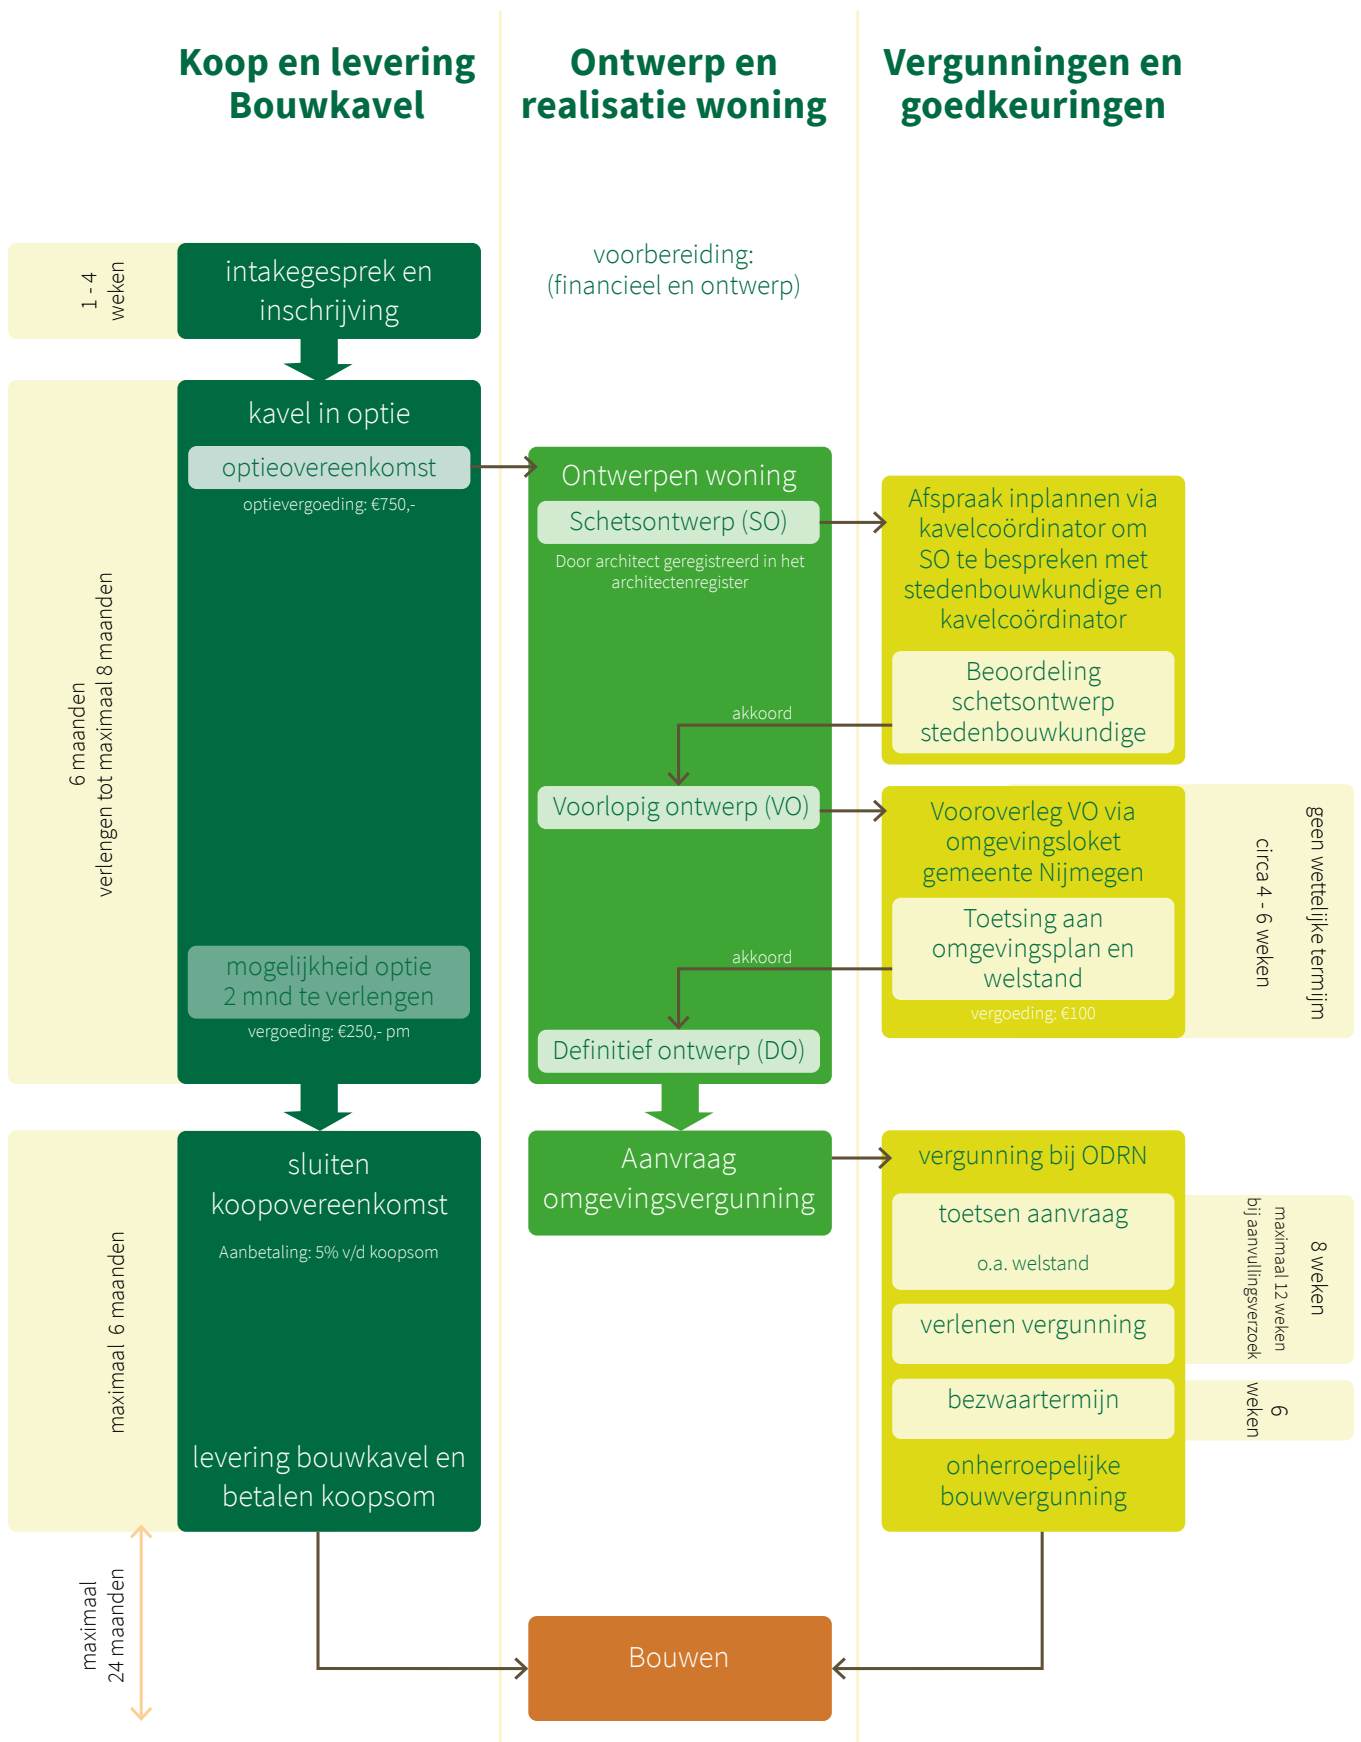 Koop en levering
Bouwkavel
Ontwerp en
realisatie woning
Vergunningen en
goedkeuringen
1 - 4
weken
intakegesprek en
inschrijving
voorbereiding:
(financieel en ontwerp)
6 maanden
verlengen tot maximaal 8 maanden
kavel in optie
optieovereenkomst
optievergoeding: €750,-
mogelijkheid optie
2 mnd te verlengen
vergoeding: €250,- pm
Ontwerpen woning
Schetsontwerp (SO)
Door architect geregistreerd in het
architectenregister
akkoord
Voorlopig ontwerp (VO)
akkoord
Definitief ontwerp (DO)
Afspraak inplannen via
kavelcoördinator om
SO te bespreken met
stedenbouwkundige en
kavelcoördinator
Beoordeling
schetsontwerp
stedenbouwkundige
Vooroverleg VO via
omgevingsloket
gemeente Nijmegen
Toetsing aan
omgevingsplan en
welstand
vergoeding: €100
geen wettelijke termijm
circa 4 - 6 weken
maximaal 6 maanden
sluiten
koopovereenkomst
Aanbetaling: 5% v/d koopsom
levering bouwkavel en
betalen koopsom
Aanvraag
omgevingsvergunning
vergunning bij ODRN
toetsen aanvraag
o.a. welstand
verlenen vergunning
bezwaartermijn
onherroepelijke
bouwvergunning
8 weken
maximaal 12 weken
bij aanvullingsverzoek
6
weken
maximaal
24 maanden
Bouwen